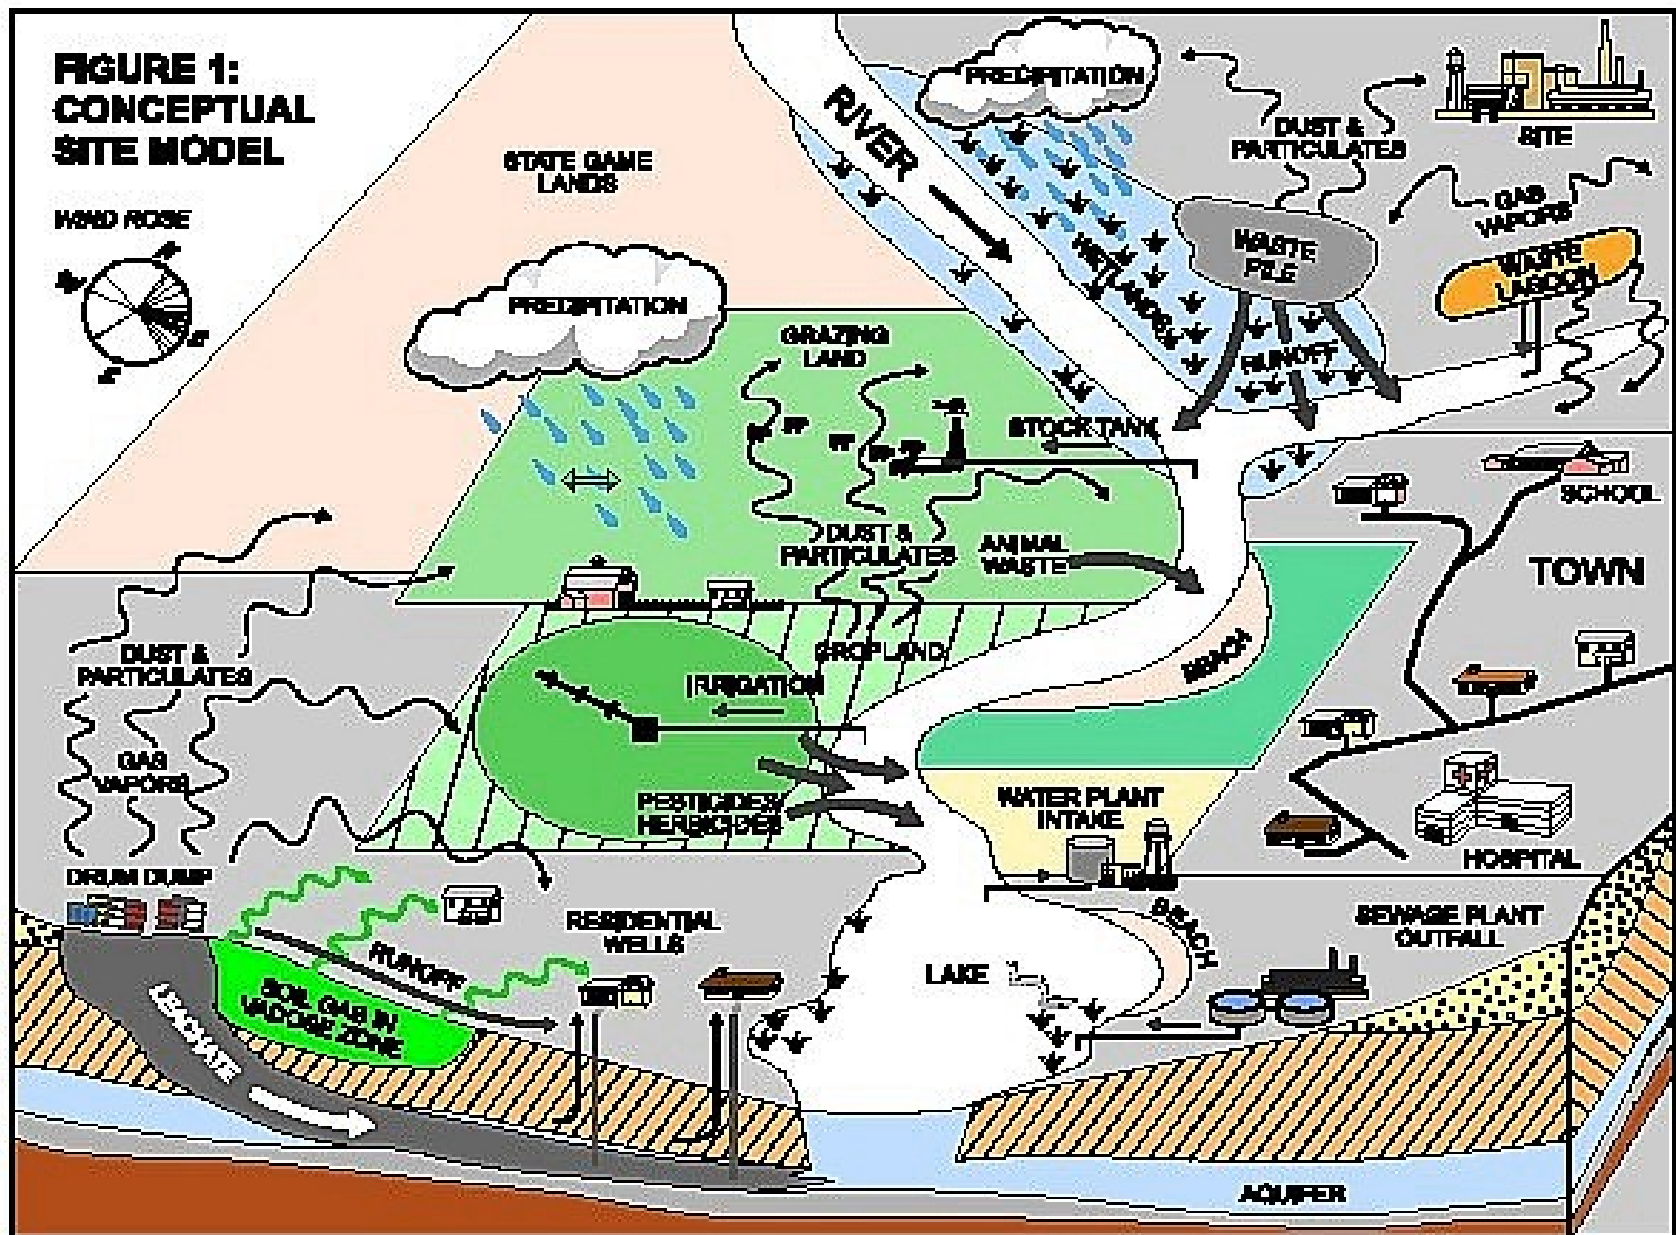 FIGURE 1:
CONCEPTUAL
SITE MODEL
WIND ROSE
STATE GAME
LANDS
RIVER
PRECIPITATION
DUST &
PARTICULATES
SITE
GAS
VAPORS
WASTE
PILE
WASTE
LAGOON
WETLANDS
RUNOFF
PRECIPITATION
GRAZING
LAND
STOCK TANK
SCHOOL
DUST &
PARTICULATES
ANIMAL
WASTE
TOWN
DUST &
PARTICULATES
CROPLAND
BEACH
IRRIGATION
GAS
VAPORS
PESTICIDES/
HERBICIDES
WATER PLANT
INTAKE
HOSPITAL
DRUM DUMP
RESIDENTIAL
WELLS
BEACH
SEWAGE PLANT
OUTFALL
RUNOFF
LAKE
SOIL GAS IN
VADOSE ZONE
LEACHATE
AQUIFER